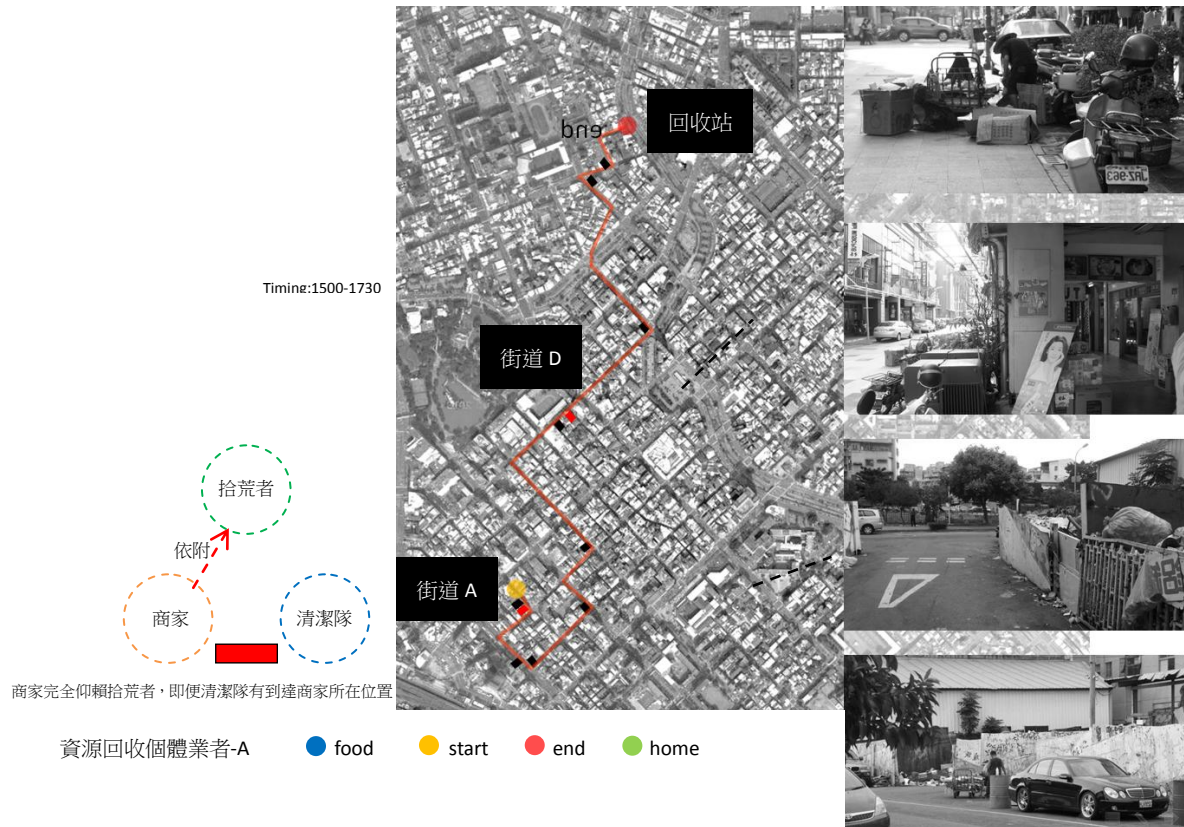 end
回收站
JRZ-963
Timing:1500-1730
街道 D
拾荒者
依附
街道 A
商家
清潔隊
商家完全仰賴拾荒者，即便清潔隊有到達商家所在位置
資源回收個體業者-A
food
start
end
home